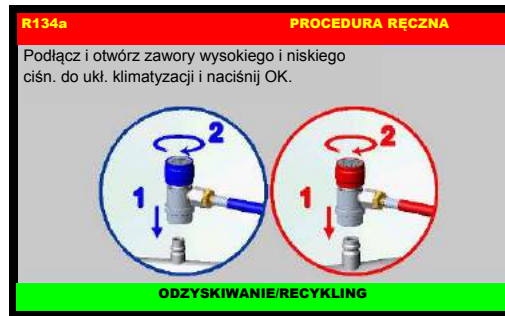 R134a PROCEDURA RĘCZNA
Podłącz i otwórz zawory wysokiego i niskiego
ciśn. do ukł. klimatyzacji i naciśnij OK.
2 2
1 1
ODZYSKIWANIE/RECYKLING